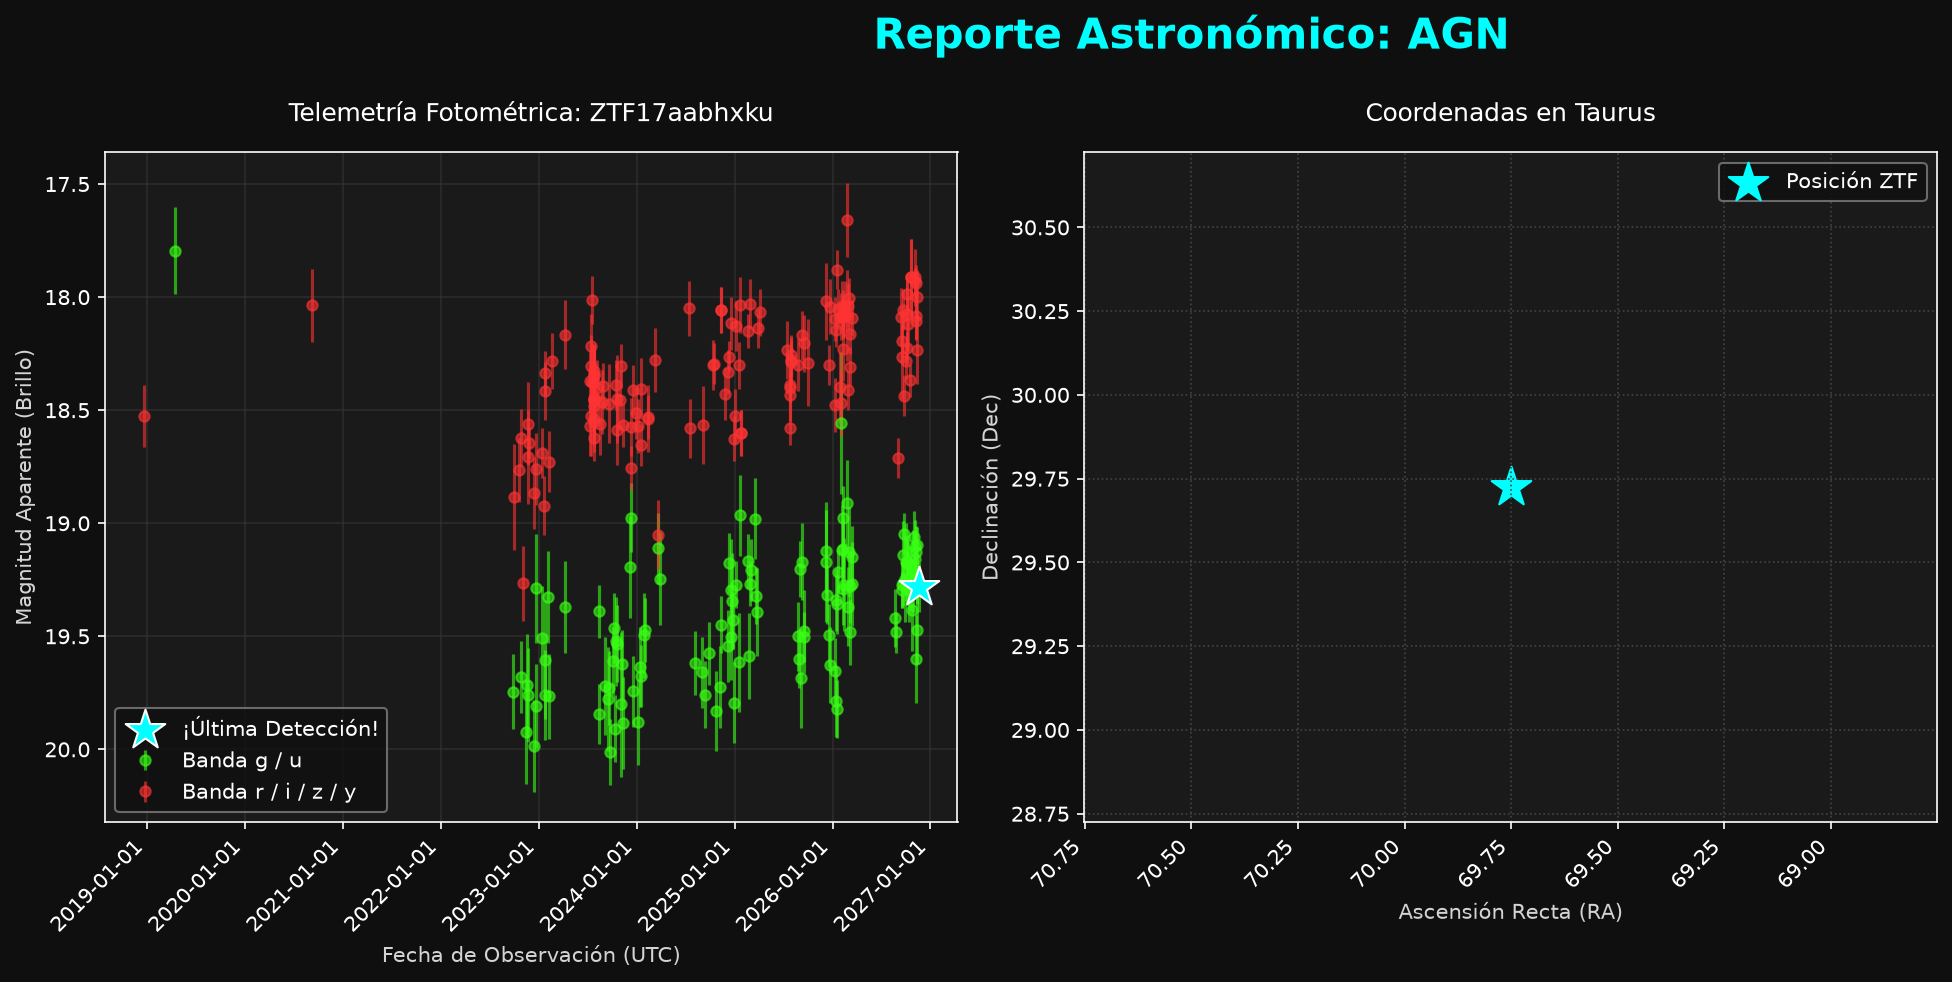 Reporte Astronómico: AGN
Telemetría Fotométrica: ZTF17aabhxku
Magnitud Aparente (Brillo)
17.5
18.0
18.5
19.0
19.5
20.0
¡Última Detección!
Banda g / u
Banda r / i / z / y
2019-01-01
2020-01-01
2021-01-01
2022-01-01
2023-01-01
2024-01-01
2025-01-01
2026-01-01
2027-01-01
Fecha de Observación (UTC)
Coordenadas en Taurus
Posición ZTF
Declinación (Dec)
30.50
30.25
30.00
29.75
29.50
29.25
29.00
28.75
70.75
70.50
70.25
70.00
69.75
69.50
69.25
69.00
Ascensión Recta (RA)